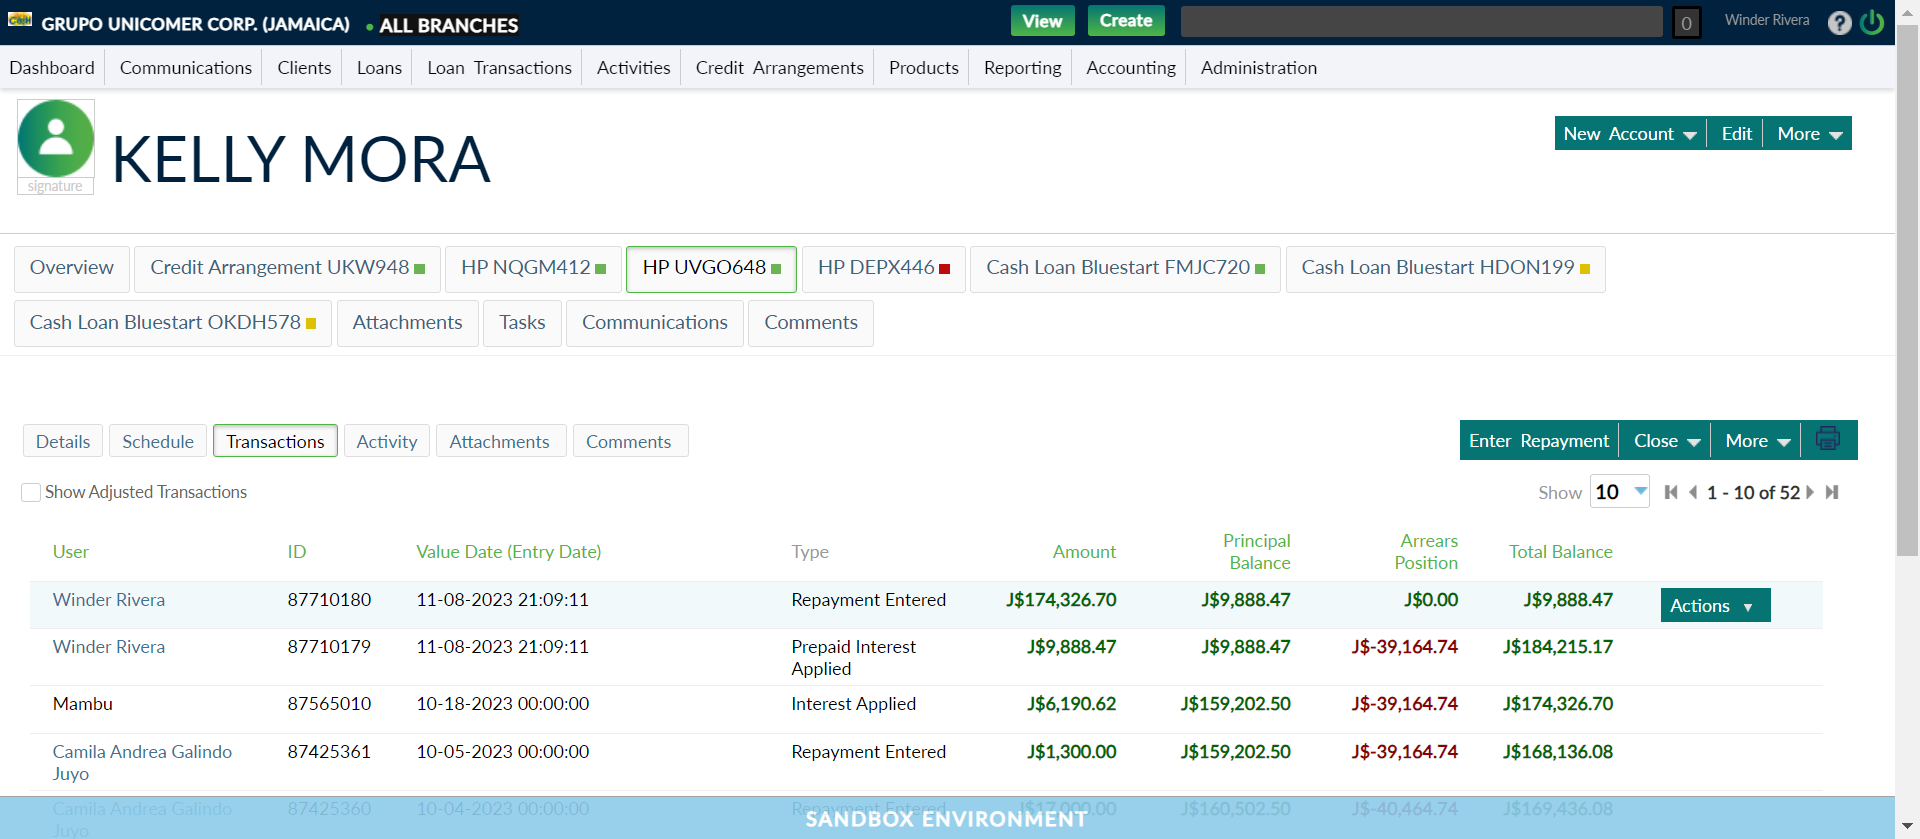 CasH GRUPO UNICOMER CORP. (JAMAICA) • ALL BRANCHES View Create 0 Winder Rivera ?
Dashboard Communications Clients Loans Loan Transactions Activities Credit Arrangements Products Reporting Accounting Administration
KELLY MORA
signature
New Account Edit More
Overview Credit Arrangement UKW948 HP NQGM412 HP UVGO648 HP DEPX446 Cash Loan Bluestart FMJC720 Cash Loan Bluestart HDON199
Cash Loan Bluestart OKDH578 Attachments Tasks Communications Comments
Details Schedule Transactions Activity Attachments Comments Enter Repayment Close More
Show Adjusted Transactions Show 10 1 - 10 of 52
User ID Value Date (Entry Date) Type Amount Principal Balance Arrears Position Total Balance
Winder Rivera 87710180 11-08-2023 21:09:11 Repayment Entered J$174,326.70 J$9,888.47 J$0.00 J$9,888.47 Actions ▼
Winder Rivera 87710179 11-08-2023 21:09:11 Prepaid Interest Applied J$9,888.47 J$9,888.47 J$-39,164.74 J$184,215.17
Mambu 87565010 10-18-2023 00:00:00 Interest Applied J$6,190.62 J$159,202.50 J$-39,164.74 J$174,326.70
Camila Andrea Galindo Juyo 87425361 10-05-2023 00:00:00 Repayment Entered J$1,300.00 J$159,202.50 J$-39,164.74 J$168,136.08
Camila Andrea Galindo Juyo 87425360 10-04-2023 00:00:00 Repayment Entered J$17,000.00 J$160,502.50 J$-40,464.74 J$169,436.08
SANDBOX ENVIRONMENT